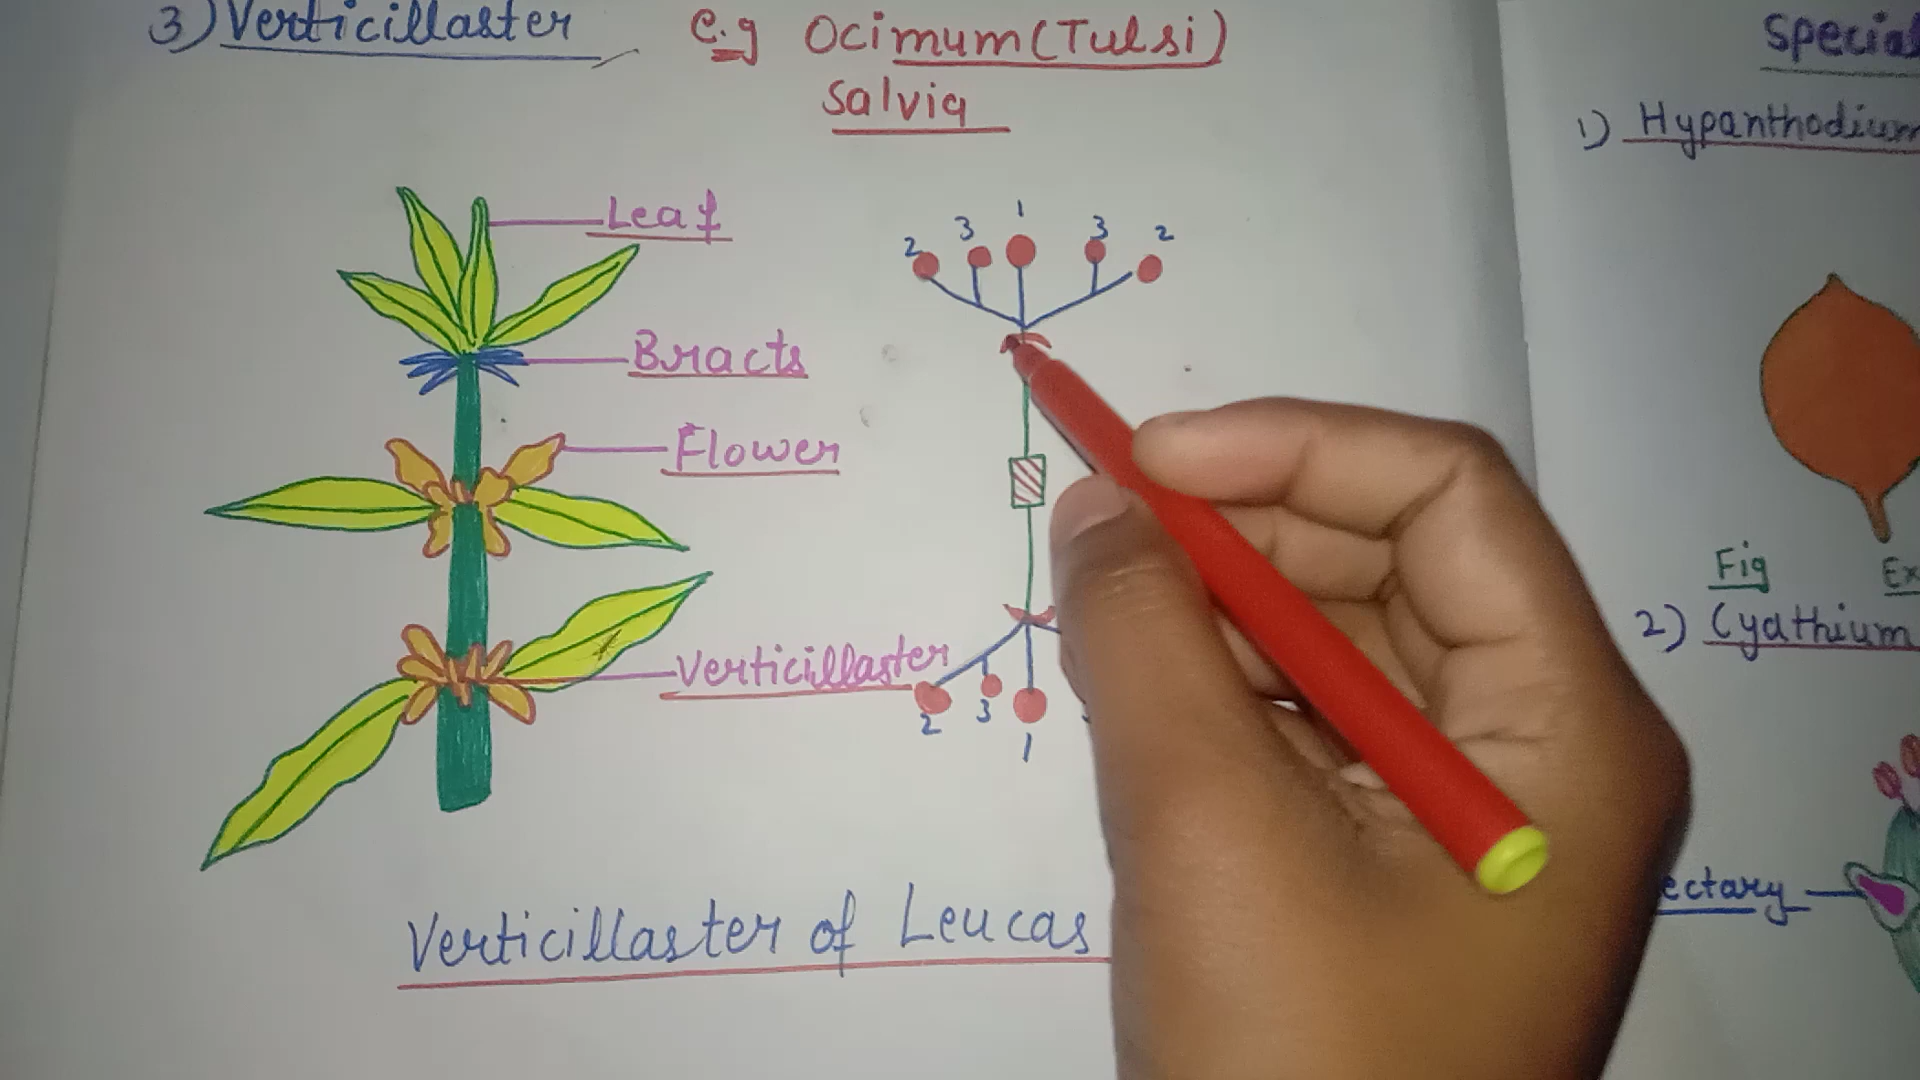 3) Verticillaster e.g Ocimum (Tulsi)
Salvia
Leaf
Bracts
Flower
Verticillaster
2 3 1 3 2
2 3 1
Verticillaster of Leucas
Special
1) Hypanthodium
Fig Ex
2) Cyathium
ectary